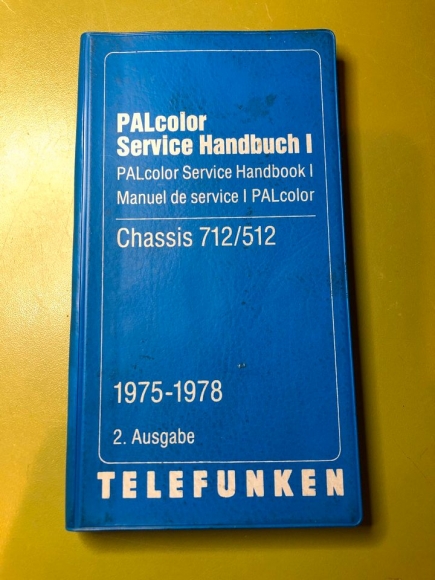 PALcolor
Service Handbuch I
PALcolor Service Handbook I
Manuel de service I PALcolor
Chassis 712/512
1975-1978
2. Ausgabe
TELEFUNKEN